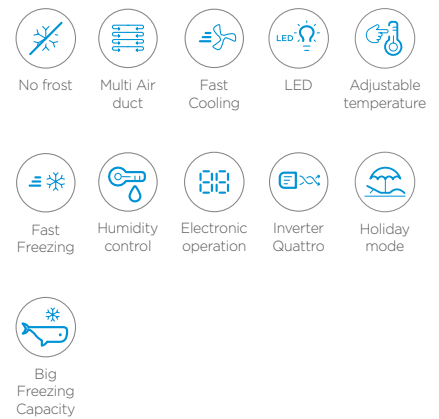 LED
No frost
Multi Air
duct
Fast
Cooling
LED
Adjustable
temperature
Fast
Freezing
Humidity
control
88
Electronic
operation
Inverter
Quattro
Holiday
mode
Big
Freezing
Capacity